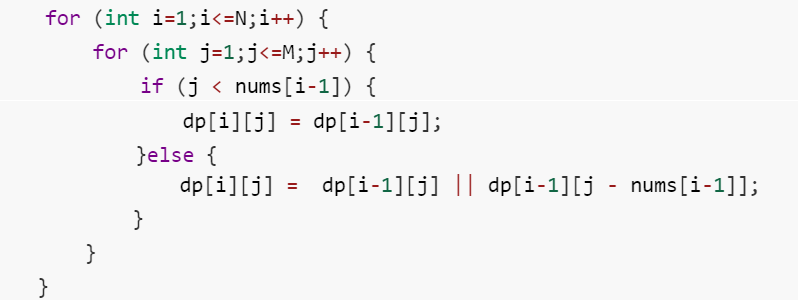 for (int i=1;i<=N;i++) {
for (int j=1;j<=M;j++) {
if (j < nums[i-1]) {
dp[i][j] = dp[i-1][j];
}else {
dp[i][j] =  dp[i-1][j] || dp[i-1][j - nums[i-1]];
}
}
}